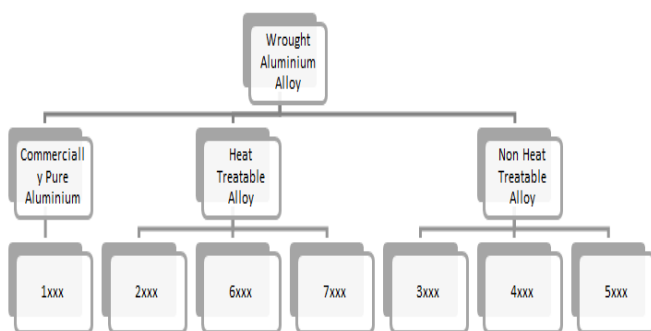 Wrought
Aluminium
Alloy
Commerciall
y Pure
Aluminium
Heat
Treatable
Alloy
Non Heat
Treatable
Alloy
1xxx
2xxx
6xxx
7xxx
3xxx
4xxx
5xxx